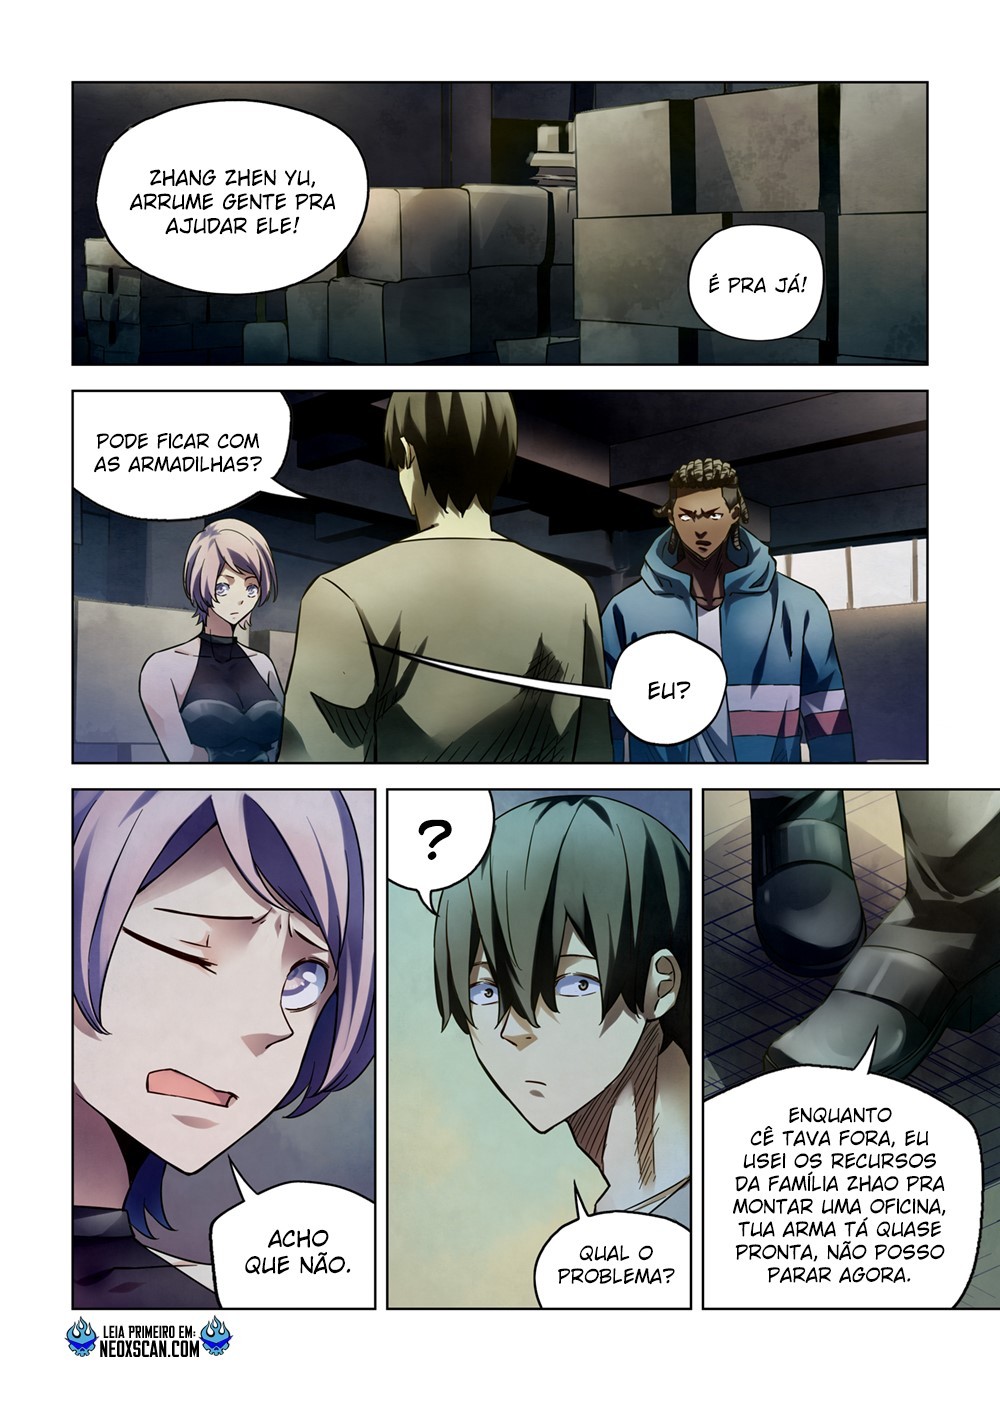 ZHANG ZHEN YU,
ARRUME GENTE PRA
AJUDAR ELE!
É PRA JÁ!
PODE FICAR COM
AS ARMADILHAS?
EU?
ACHO
QUE NÃO.
?
QUAL O
PROBLEMA?
ENQUANTO
CÊ TAVA FORA, EU
USEI OS RECURSOS
DA FAMÍLIA ZHAO PRA
MONTAR UMA OFICINA,
TUA ARMA TÁ QUASE
PRONTA, NÃO POSSO
PARAR AGORA.
LEIA PRIMEIRO EM:
NEOXSCAN.COM